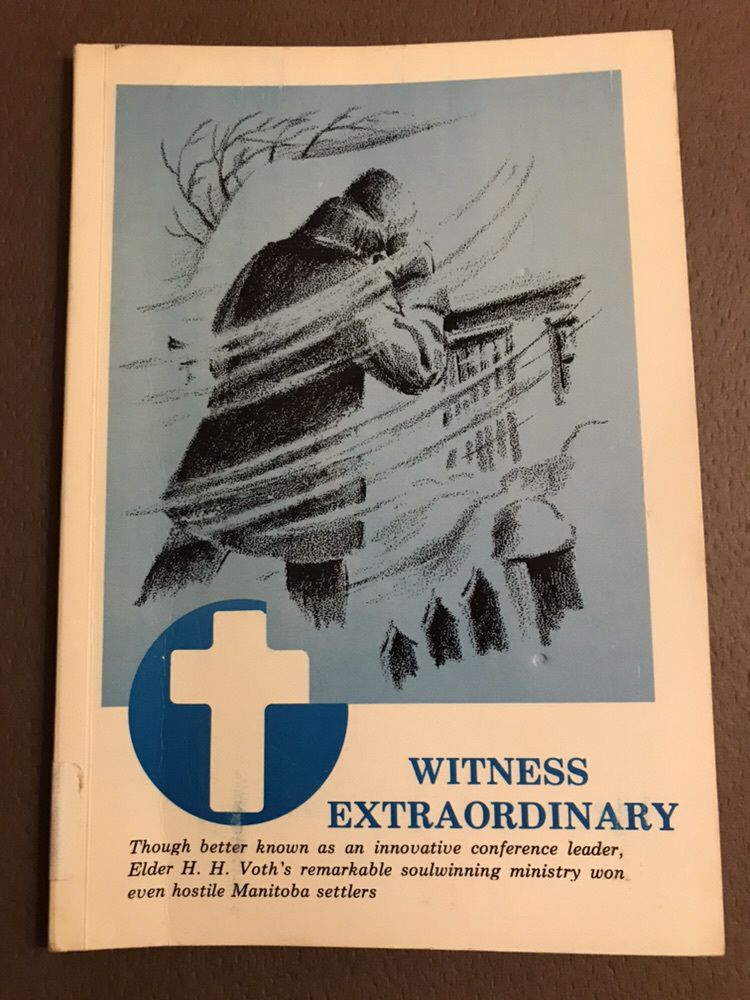 WITNESS
EXTRAORDINARY
Though better known as an innovative conference leader,
Elder H. H. Voth's remarkable soulwinning ministry won
even hostile Manitoba settlers